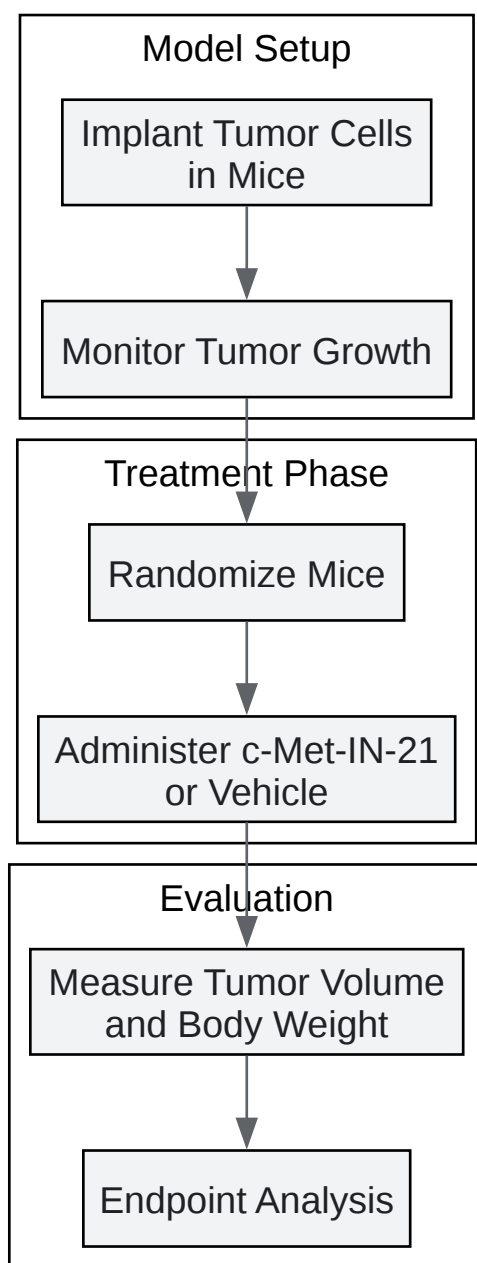 Model Setup
Implant Tumor Cells
in Mice
Monitor Tumor Growth
Treatment Phase
Randomize Mice
Administer c-Met-IN-21
or Vehicle
Evaluation
Measure Tumor Volume
and Body Weight
Endpoint Analysis